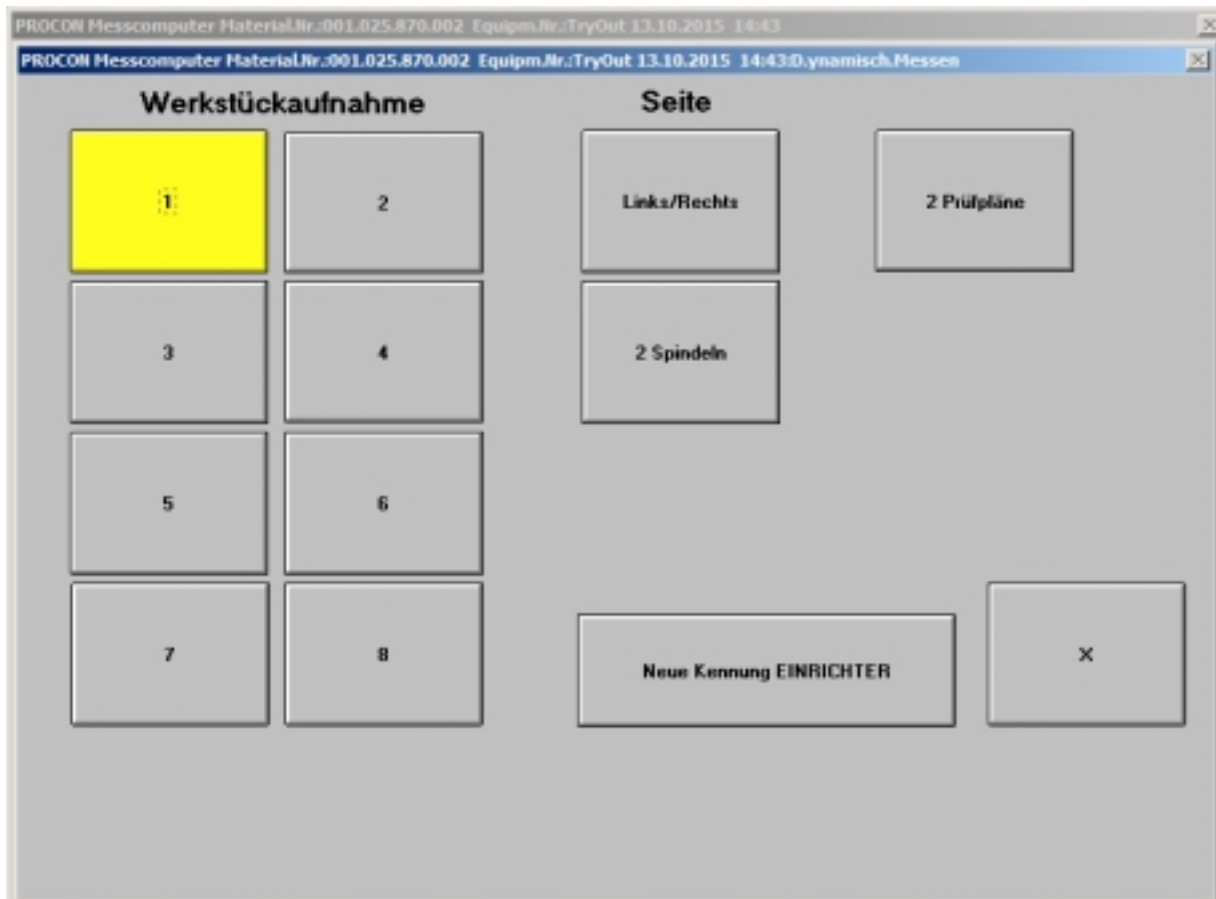 PROCON Messcomputer Material.Nr.:001.025.870.002 Equipm.Nr.:TryOut 13.10.2015 14:43
PROCON Messcomputer Material.Nr.:001.025.870.002 Equipm.Nr.:TryOut 13.10.2015 14:43:D.ynamisch.Messen
Werkstückaufnahme Seite
1 2 Links/Rechts 2 Prüfpläne
3 4 2 Spindeln
5 6
7 8 Neue Kennung EINRICHTER X